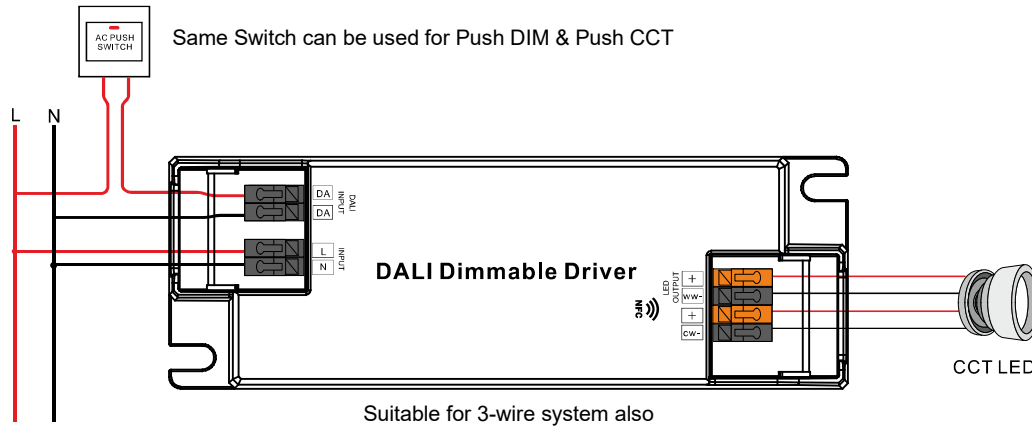 AC PUSH
SWITCH
Same Switch can be used for Push DIM & Push CCT
L
N
DA
DA
DALI
INPUT
L
N
INPUT
DALI Dimmable Driver
NFC
LED
OUTPUT
+
WW-
+
CW-
CCT LED
Suitable for 3-wire system also